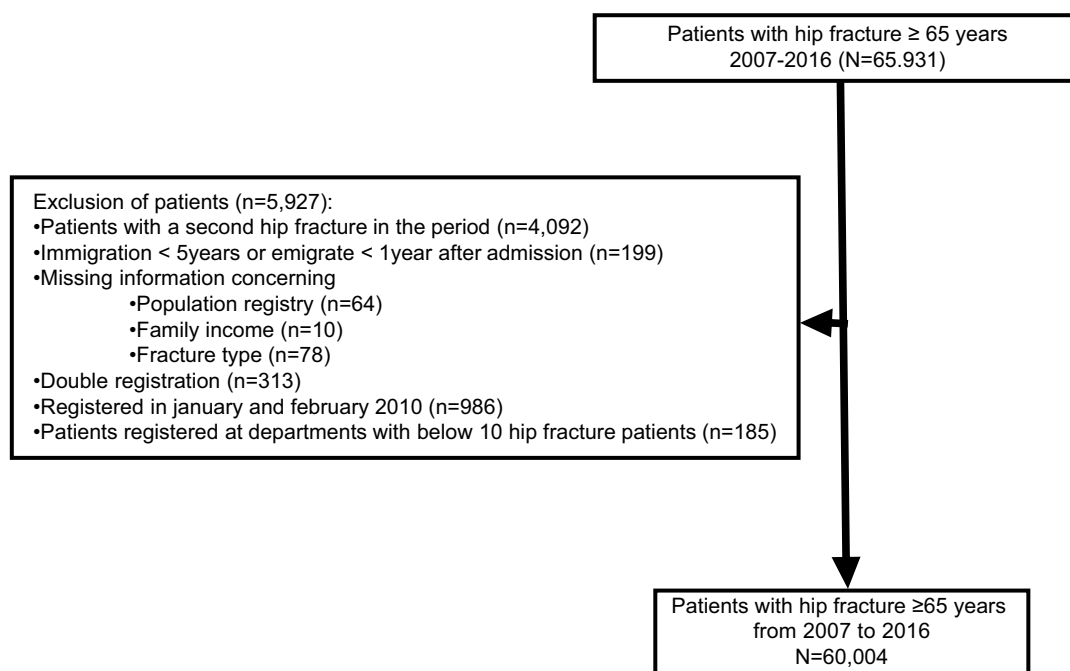 Patients with hip fracture ≥ 65 years
2007-2016 (N=65.931)
Exclusion of patients (n=5,927):
•Patients with a second hip fracture in the period (n=4,092)
•Immigration < 5years or emigrate < 1year after admission (n=199)
•Missing information concerning
•Population registry (n=64)
•Family income (n=10)
•Fracture type (n=78)
•Double registration (n=313)
•Registered in january and february 2010 (n=986)
•Patients registered at departments with below 10 hip fracture patients (n=185)
Patients with hip fracture ≥65 years
from 2007 to 2016
N=60,004